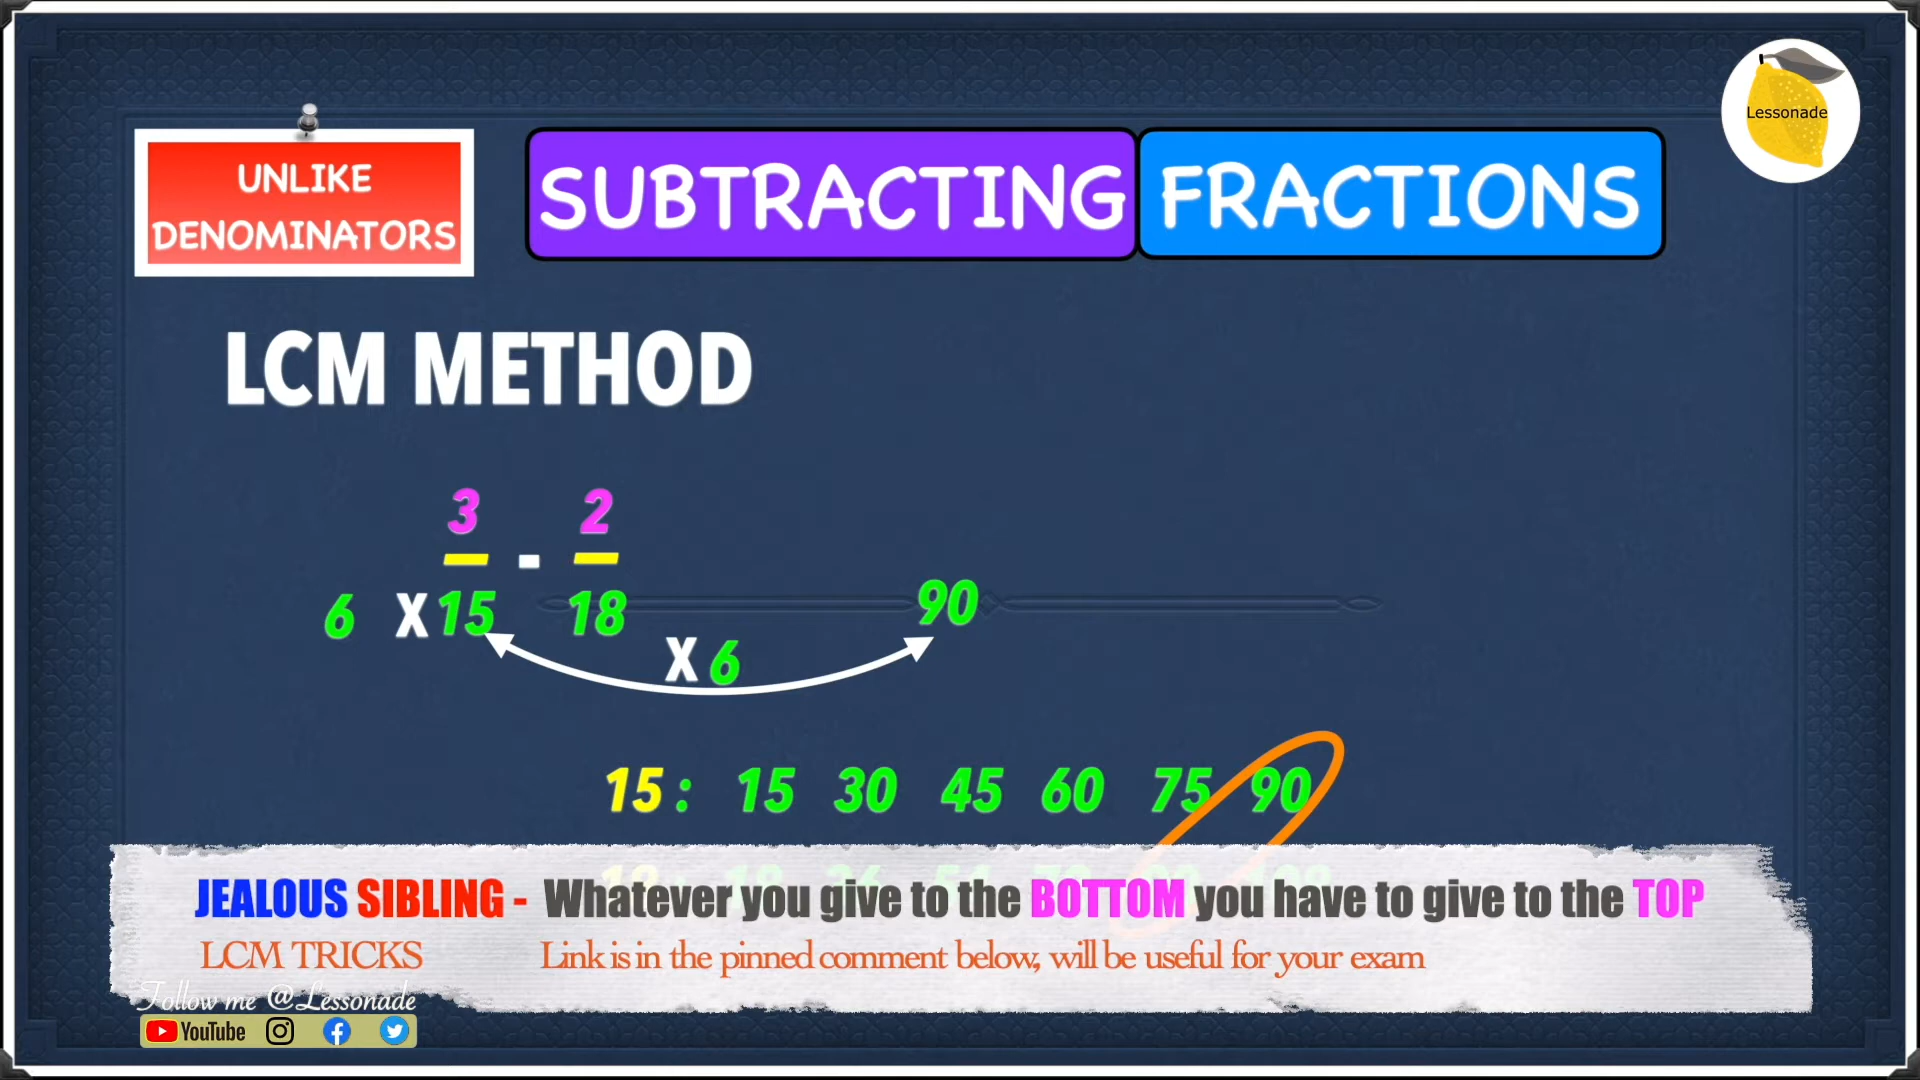 Lessonade
UNLIKE
DENOMINATORS
SUBTRACTING FRACTIONS
LCM METHOD
3 - 2
6 X 15 18 90
X 6
15 : 15 30 45 60 75 90
JEALOUS SIBLING - Whatever you give to the BOTTOM you have to give to the TOP
LCM TRICKS Link is in the pinned comment below, will be useful for your exam
Follow me @Lessonade
YouTube